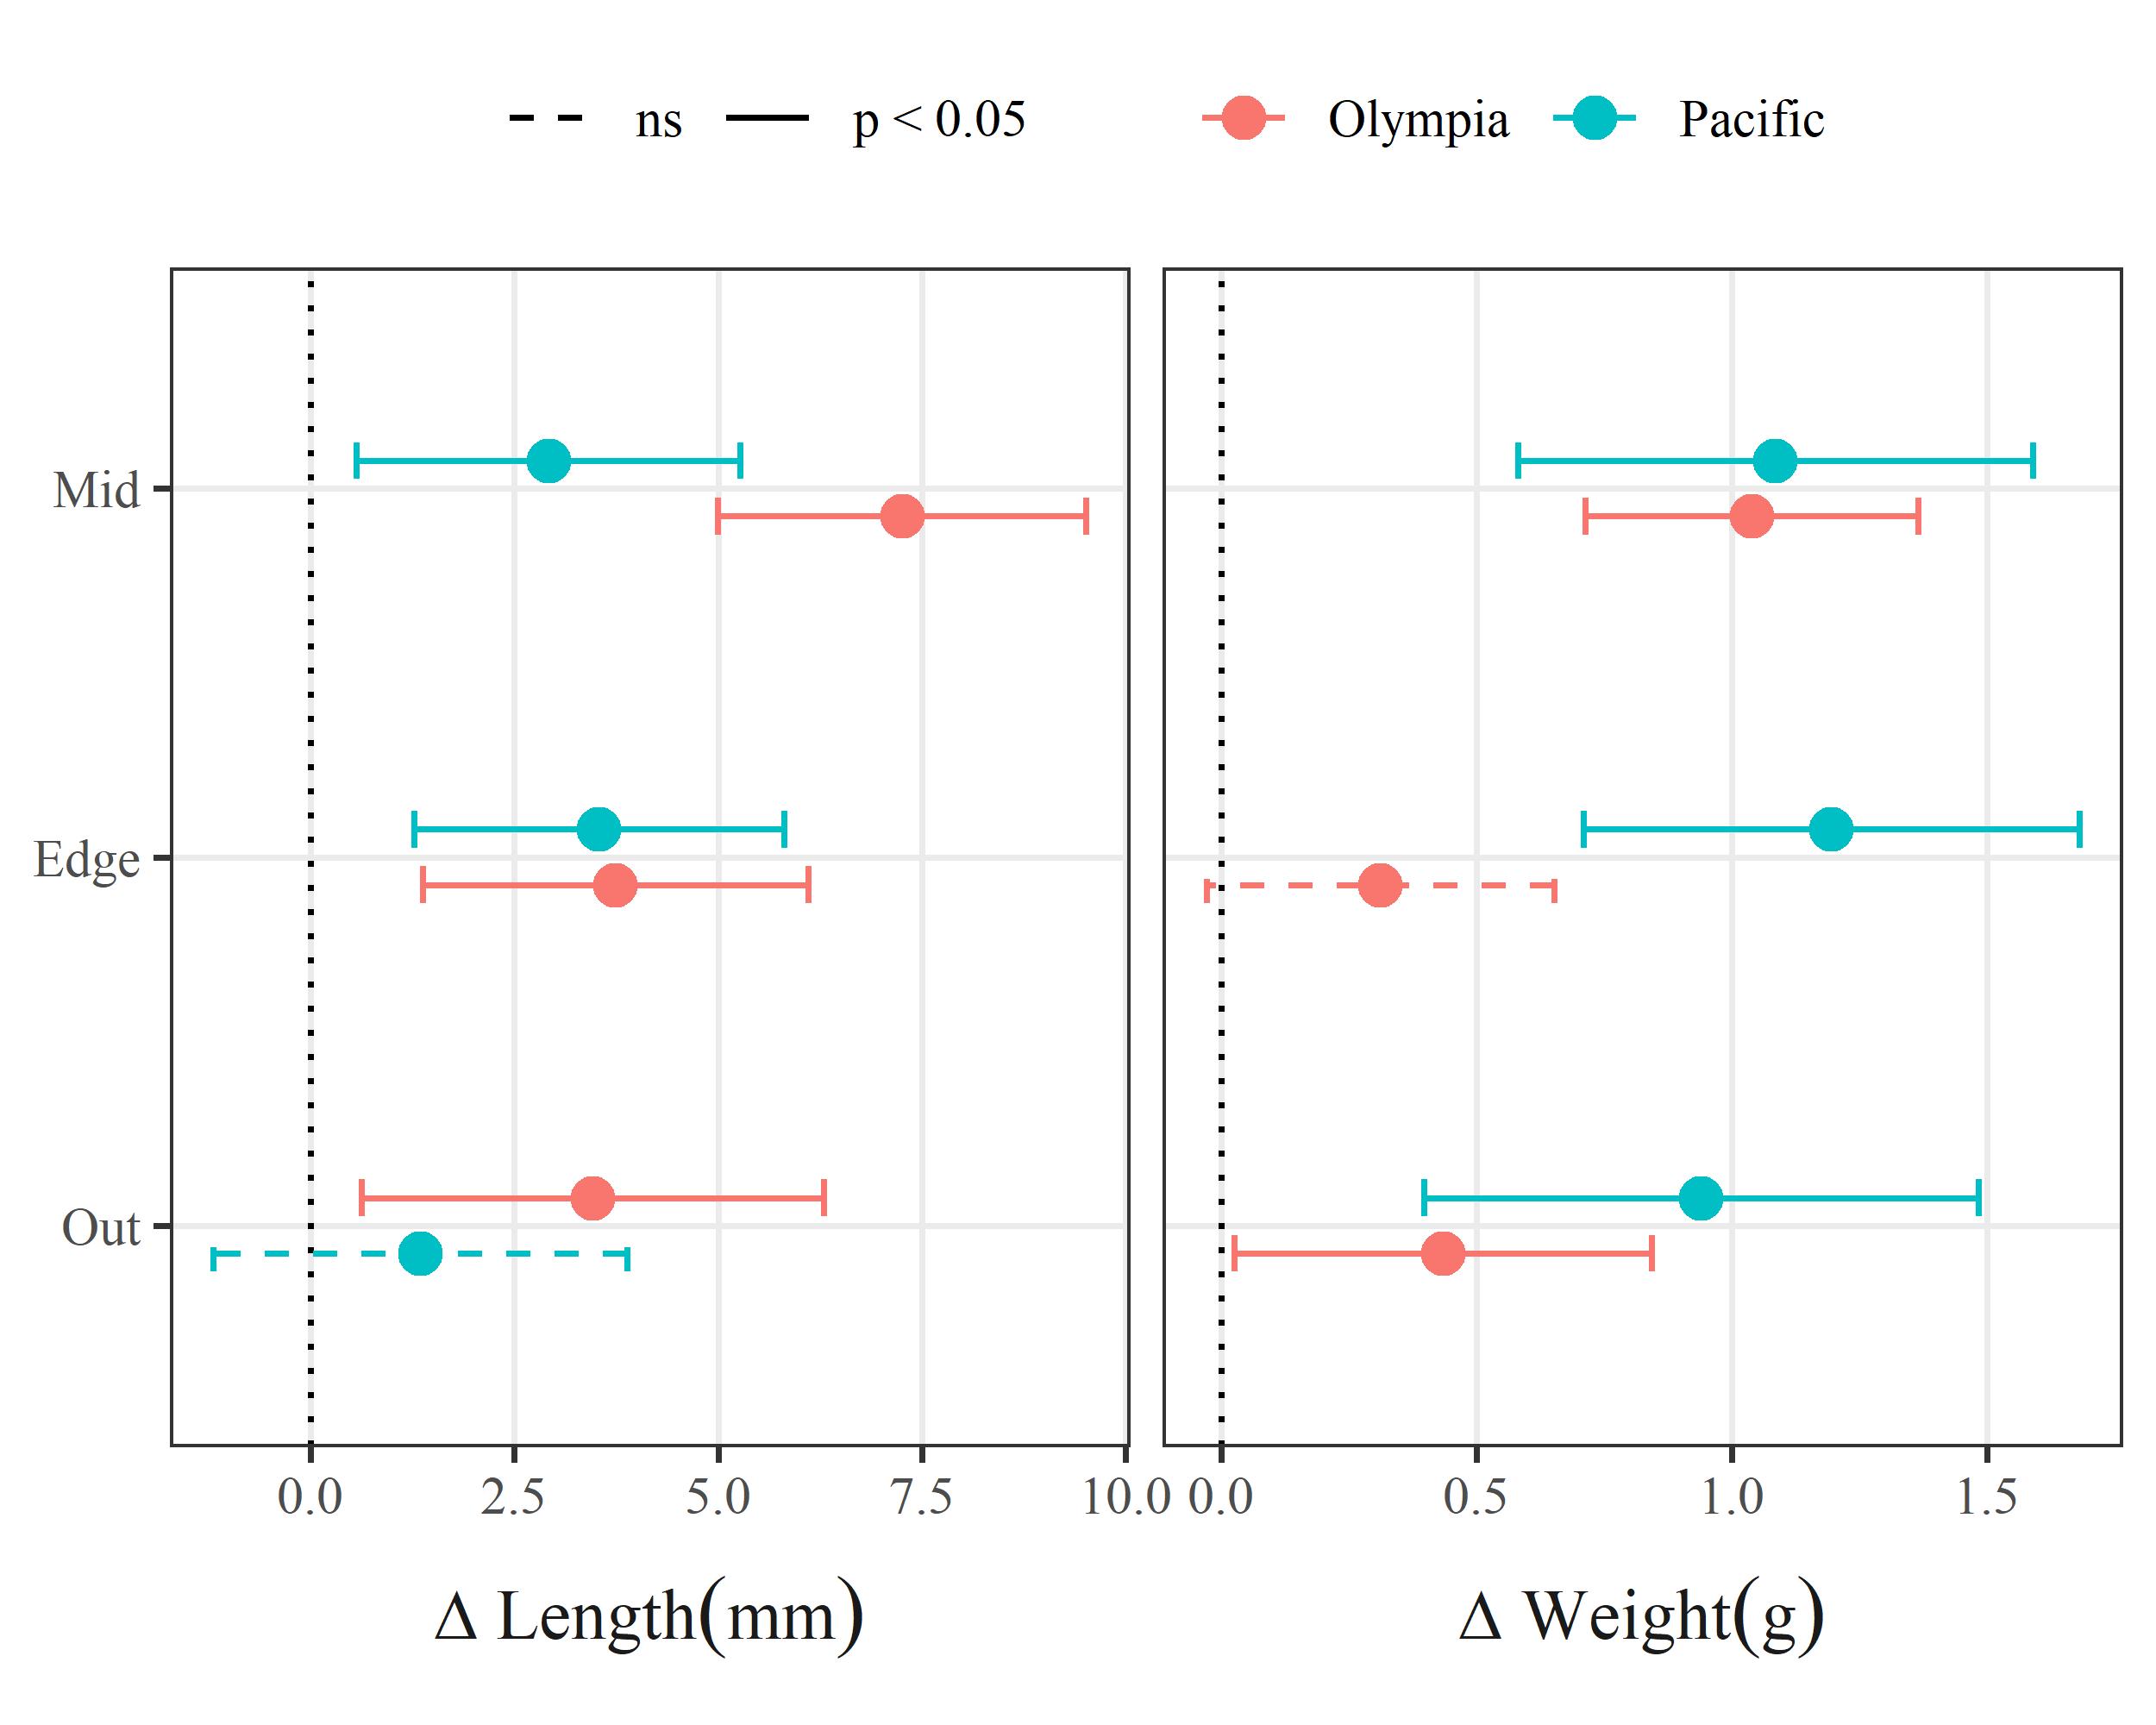 ns p < 0.05 Olympia Pacific
Mid
Edge
Out
0.0 2.5 5.0 7.5 10.0 0.0 0.5 1.0 1.5
Δ Length(mm) Δ Weight(g)